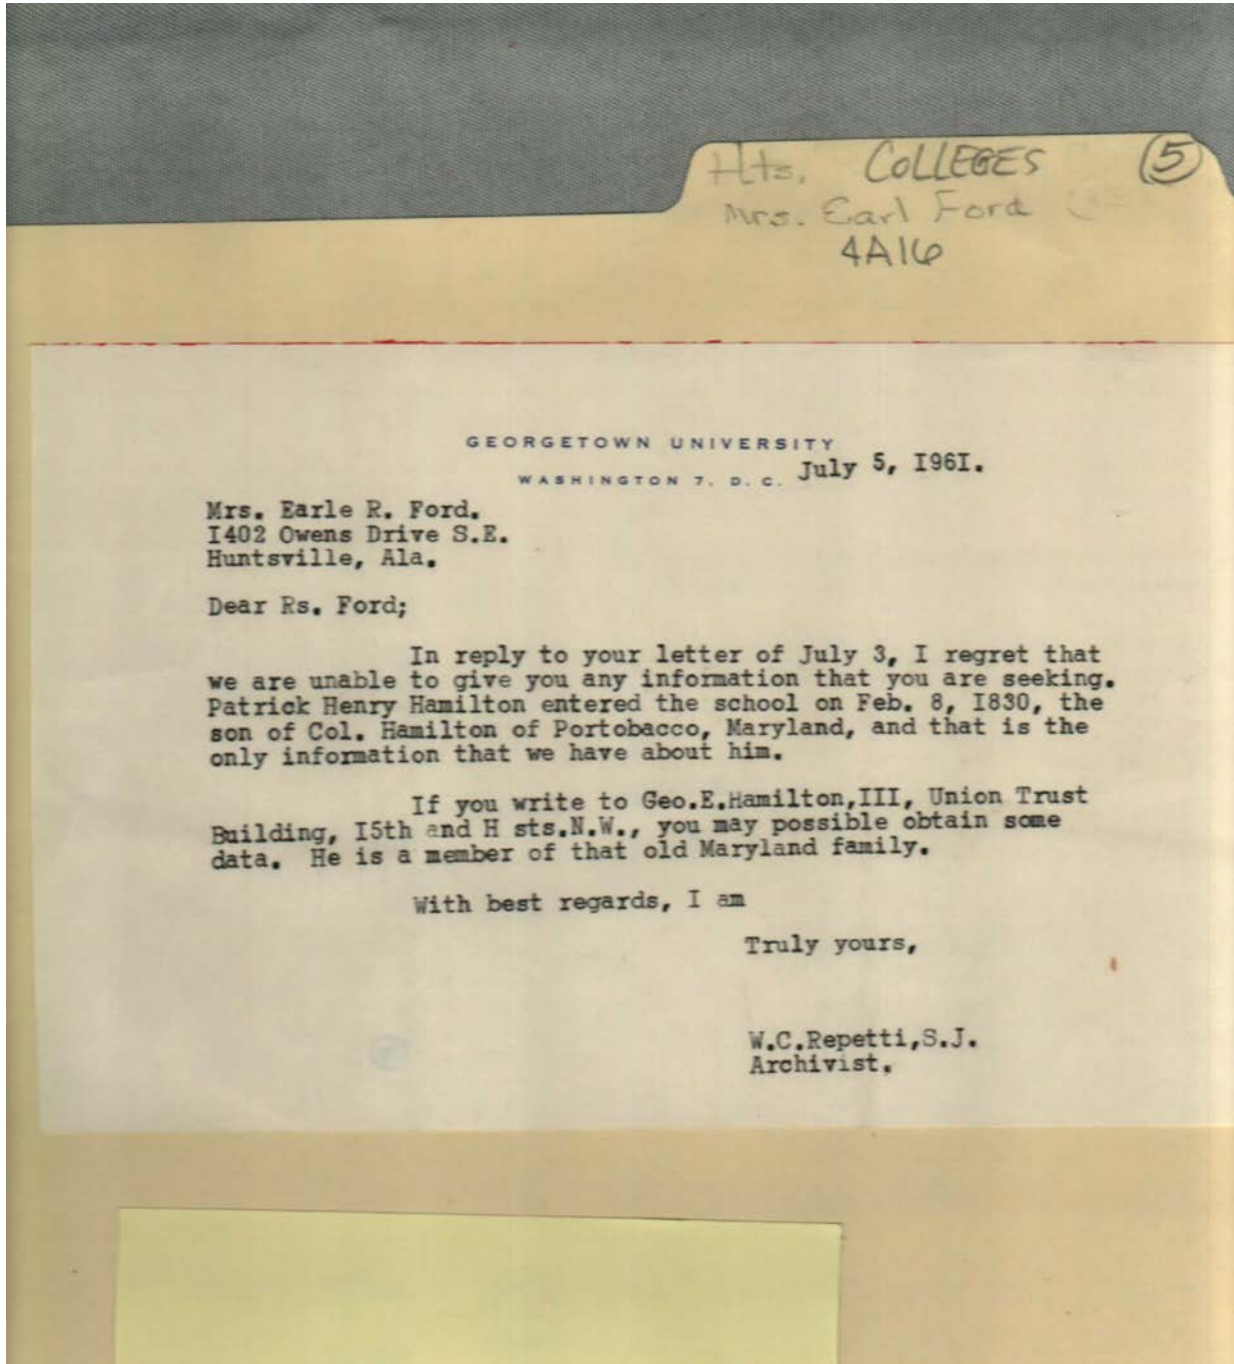 Hts. COLLEGES 5
Mrs. Earl Ford
4A16
GEORGETOWN UNIVERSITY
WASHINGTON 7. D. C. July 5, I96I.
Mrs. Earle R. Ford.
I402 Owens Drive S.E.
Huntsville, Ala.
Dear Rs. Ford;
In reply to your letter of July 3, I regret that
we are unable to give you any information that you are seeking.
Patrick Henry Hamilton entered the school on Feb. 8, I830, the
son of Col. Hamilton of Portobacco, Maryland, and that is the
only information that we have about him.
If you write to Geo.E.Hamilton,III, Union Trust
Building, I5th and H sts.N.W., you may possible obtain some
data. He is a member of that old Maryland family.
With best regards, I am
Truly yours,
W.C.Repetti,S.J.
Archivist.